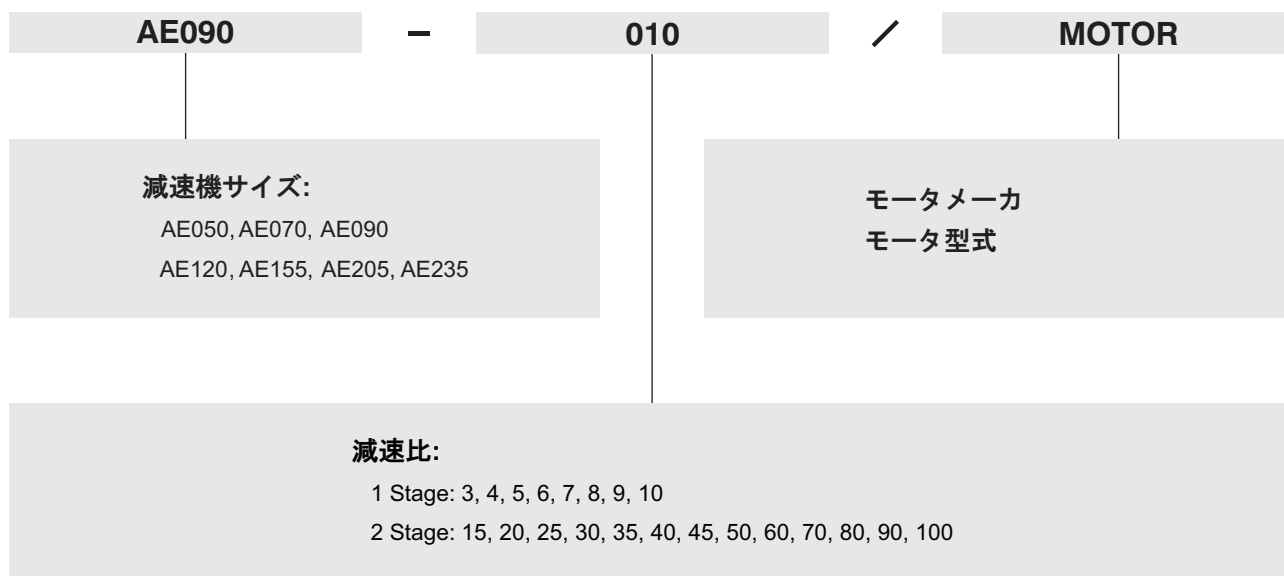 AE090 – 010 / MOTOR
減速機サイズ:
AE050, AE070, AE090
AE120, AE155, AE205, AE235
モータメーカ
モータ型式
減速比:
1 Stage: 3, 4, 5, 6, 7, 8, 9, 10
2 Stage: 15, 20, 25, 30, 35, 40, 45, 50, 60, 70, 80, 90, 100